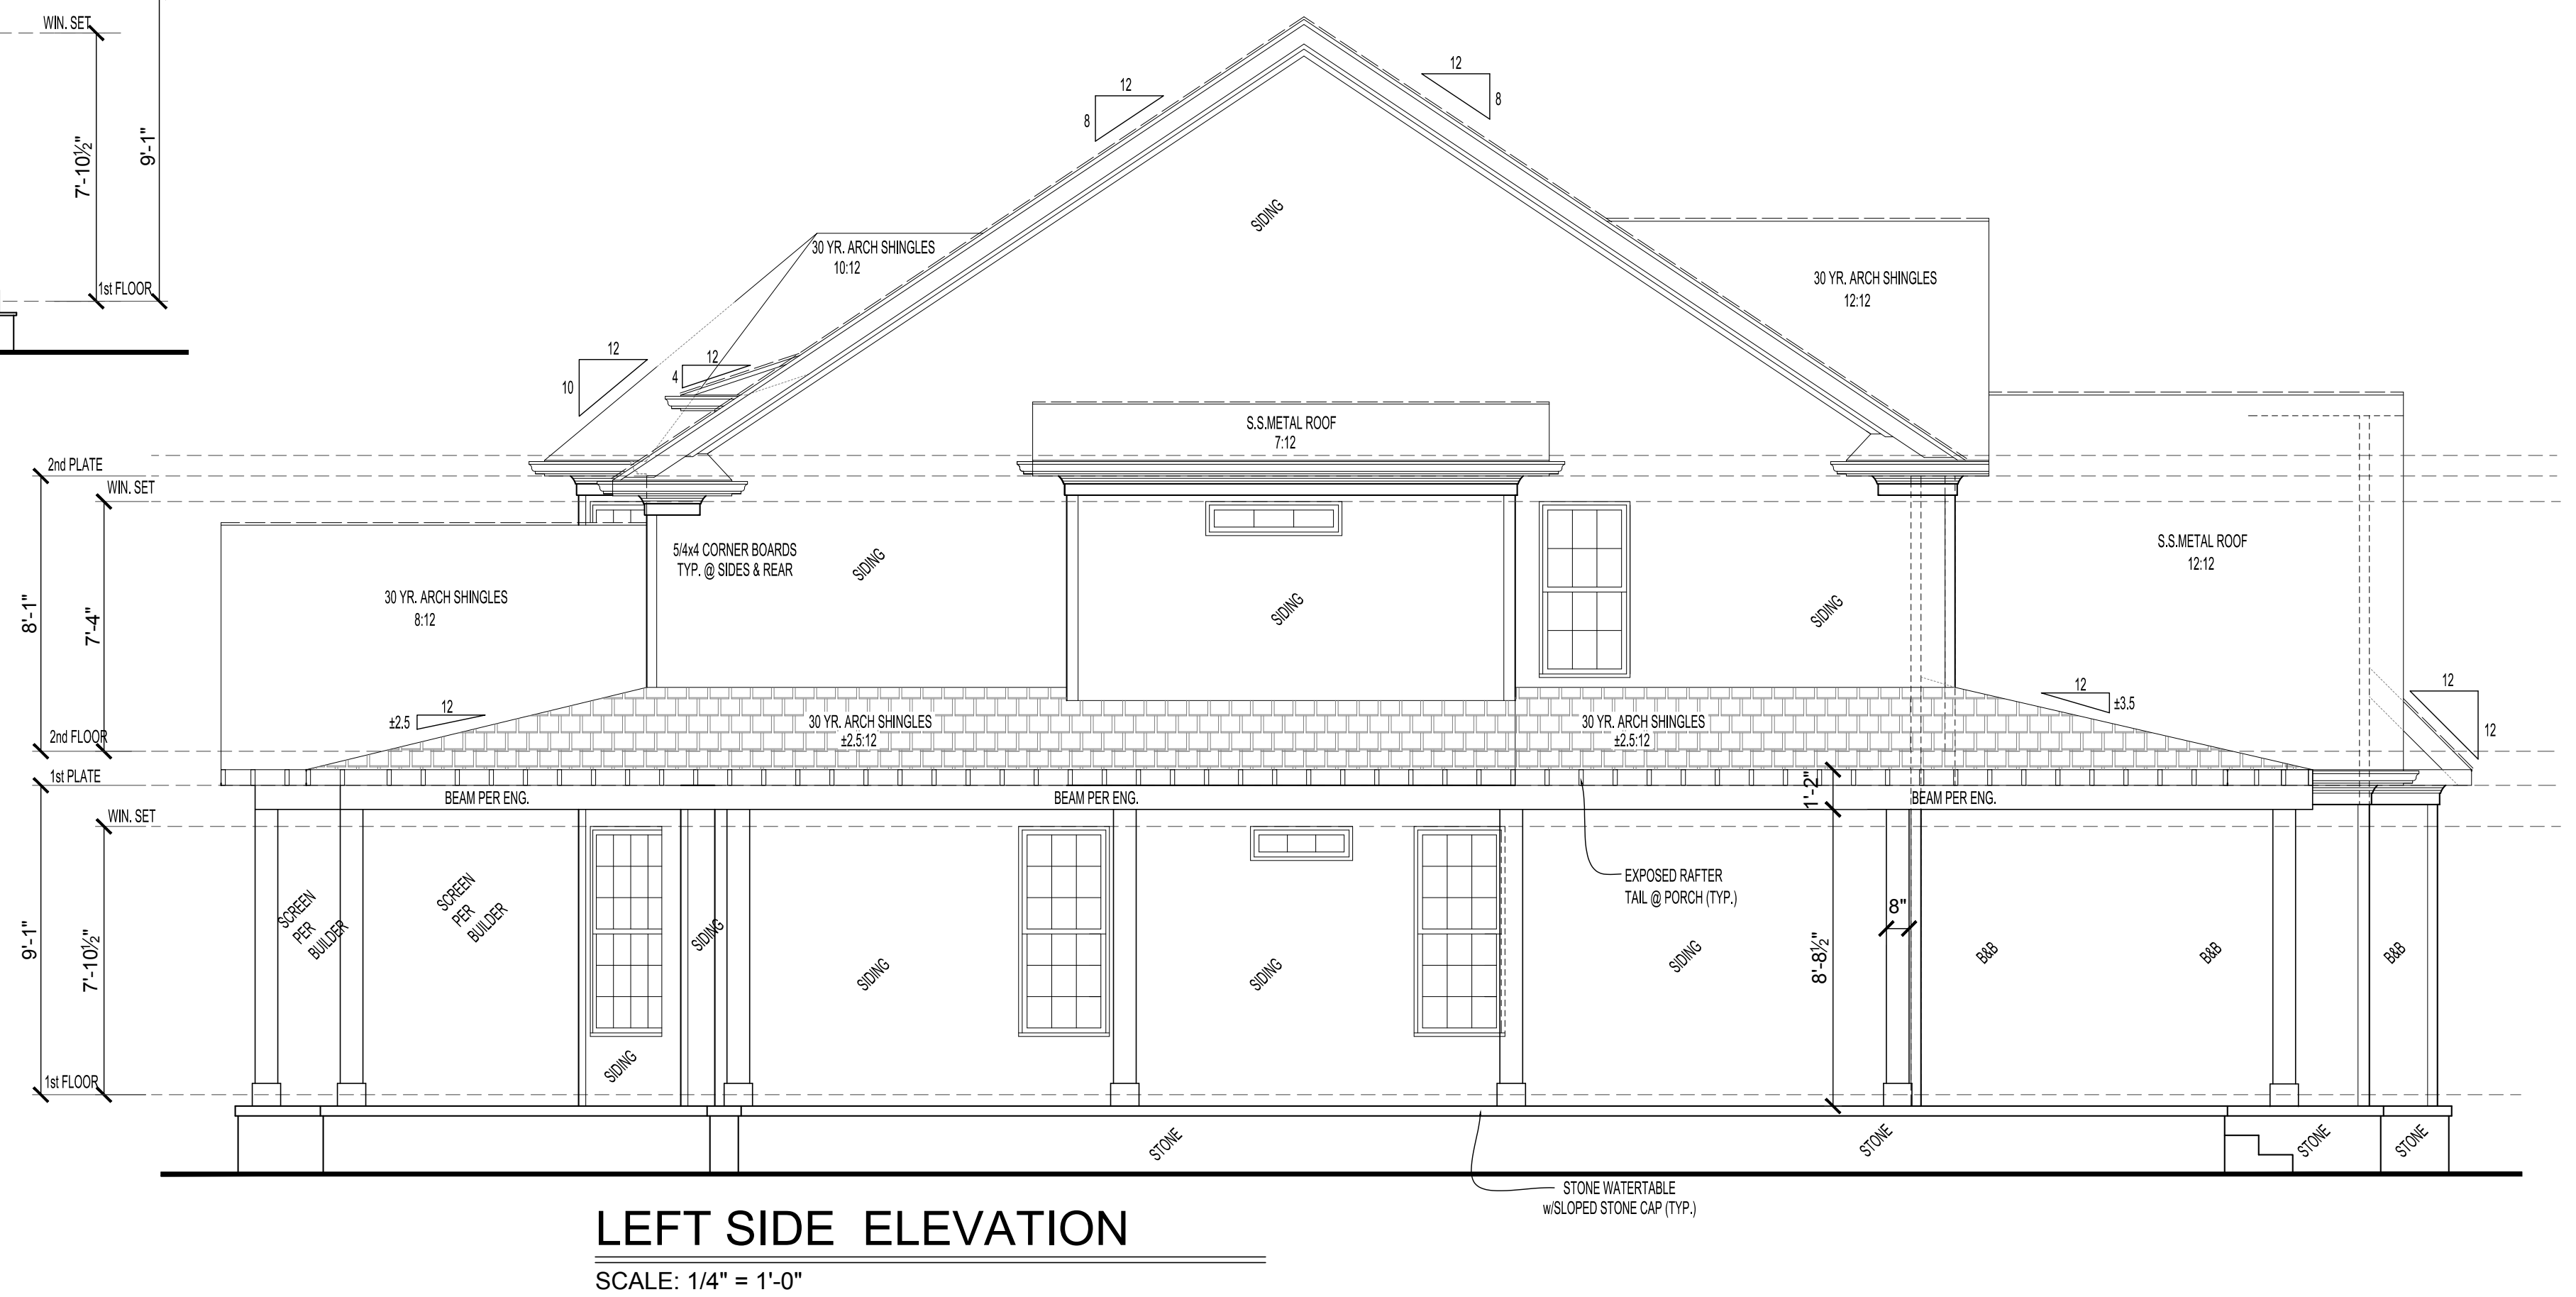 WIN. SET
7'-10½"
9'-1"
1st FLOOR
12
8
12
8
SIDING
30 YR. ARCH SHINGLES
10:12
30 YR. ARCH SHINGLES
12:12
12
10
12
4
S.S.METAL ROOF
7:12
2nd PLATE
WIN. SET
8'-1"
7'-4"
5/4x4 CORNER BOARDS
TYP. @ SIDES & REAR
SIDING
SIDING
SIDING
S.S.METAL ROOF
12:12
30 YR. ARCH SHINGLES
8:12
12
±2.5
30 YR. ARCH SHINGLES
±2.5:12
30 YR. ARCH SHINGLES
±2.5:12
12
±3.5
12
12
2nd FLOOR
1st PLATE
BEAM PER ENG.
BEAM PER ENG.
1'-2"
BEAM PER ENG.
WIN. SET
9'-1"
7'-10½"
SCREEN
PER
BUILDER
SCREEN
PER
BUILDER
SIDING
SIDING
SIDING
SIDING
EXPOSED RAFTER
TAIL @ PORCH (TYP.)
SIDING
8'-8½"
8"
B&B
B&B
B&B
1st FLOOR
STONE
STONE
STONE
STONE
STONE WATERTABLE
w/SLOPED STONE CAP (TYP.)
LEFT SIDE ELEVATION
SCALE: 1/4" = 1'-0"